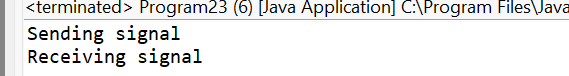 <terminated> Program23 (6) [Java Application] C:\Program Files\Java
Sending signal
Receiving signal